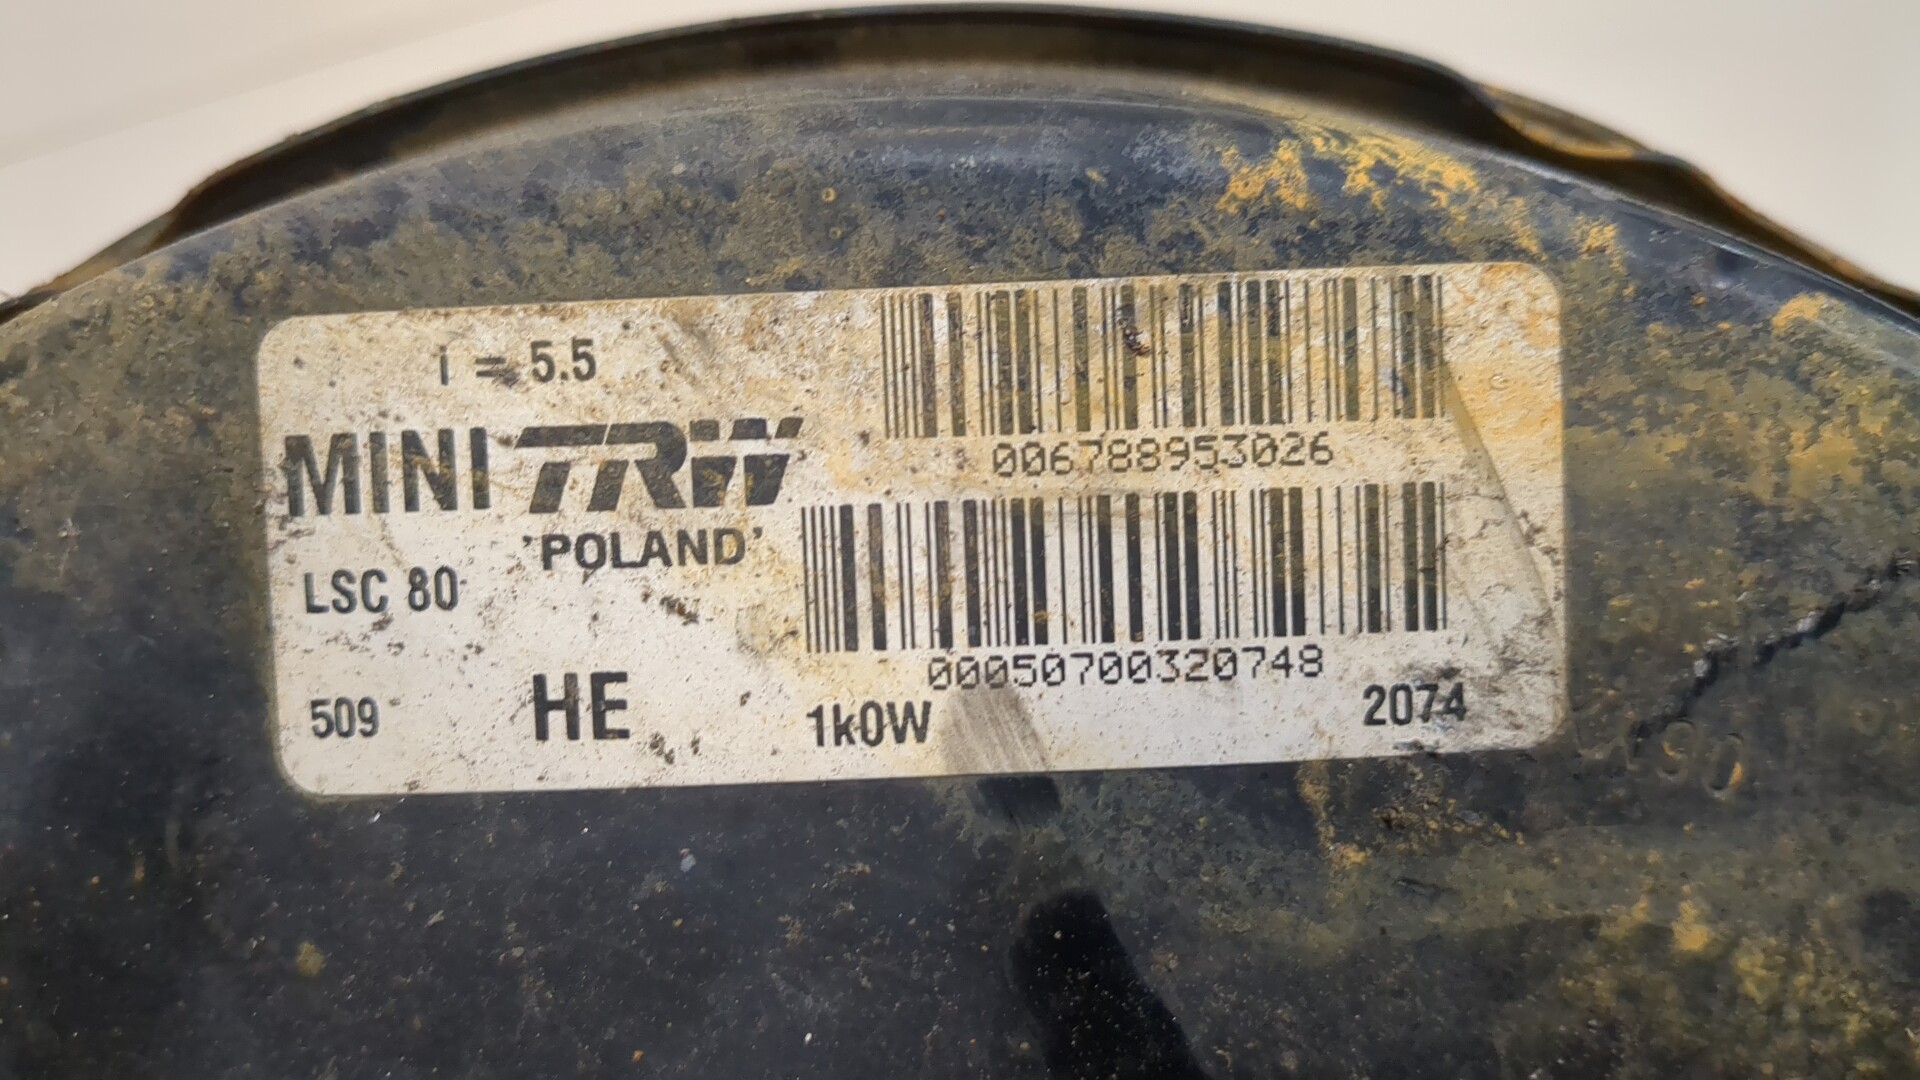 i = 5.5
MINI TRW
'POLAND'
LSC 80
006788953026
00050700320748
509 HE 1k0W 2074